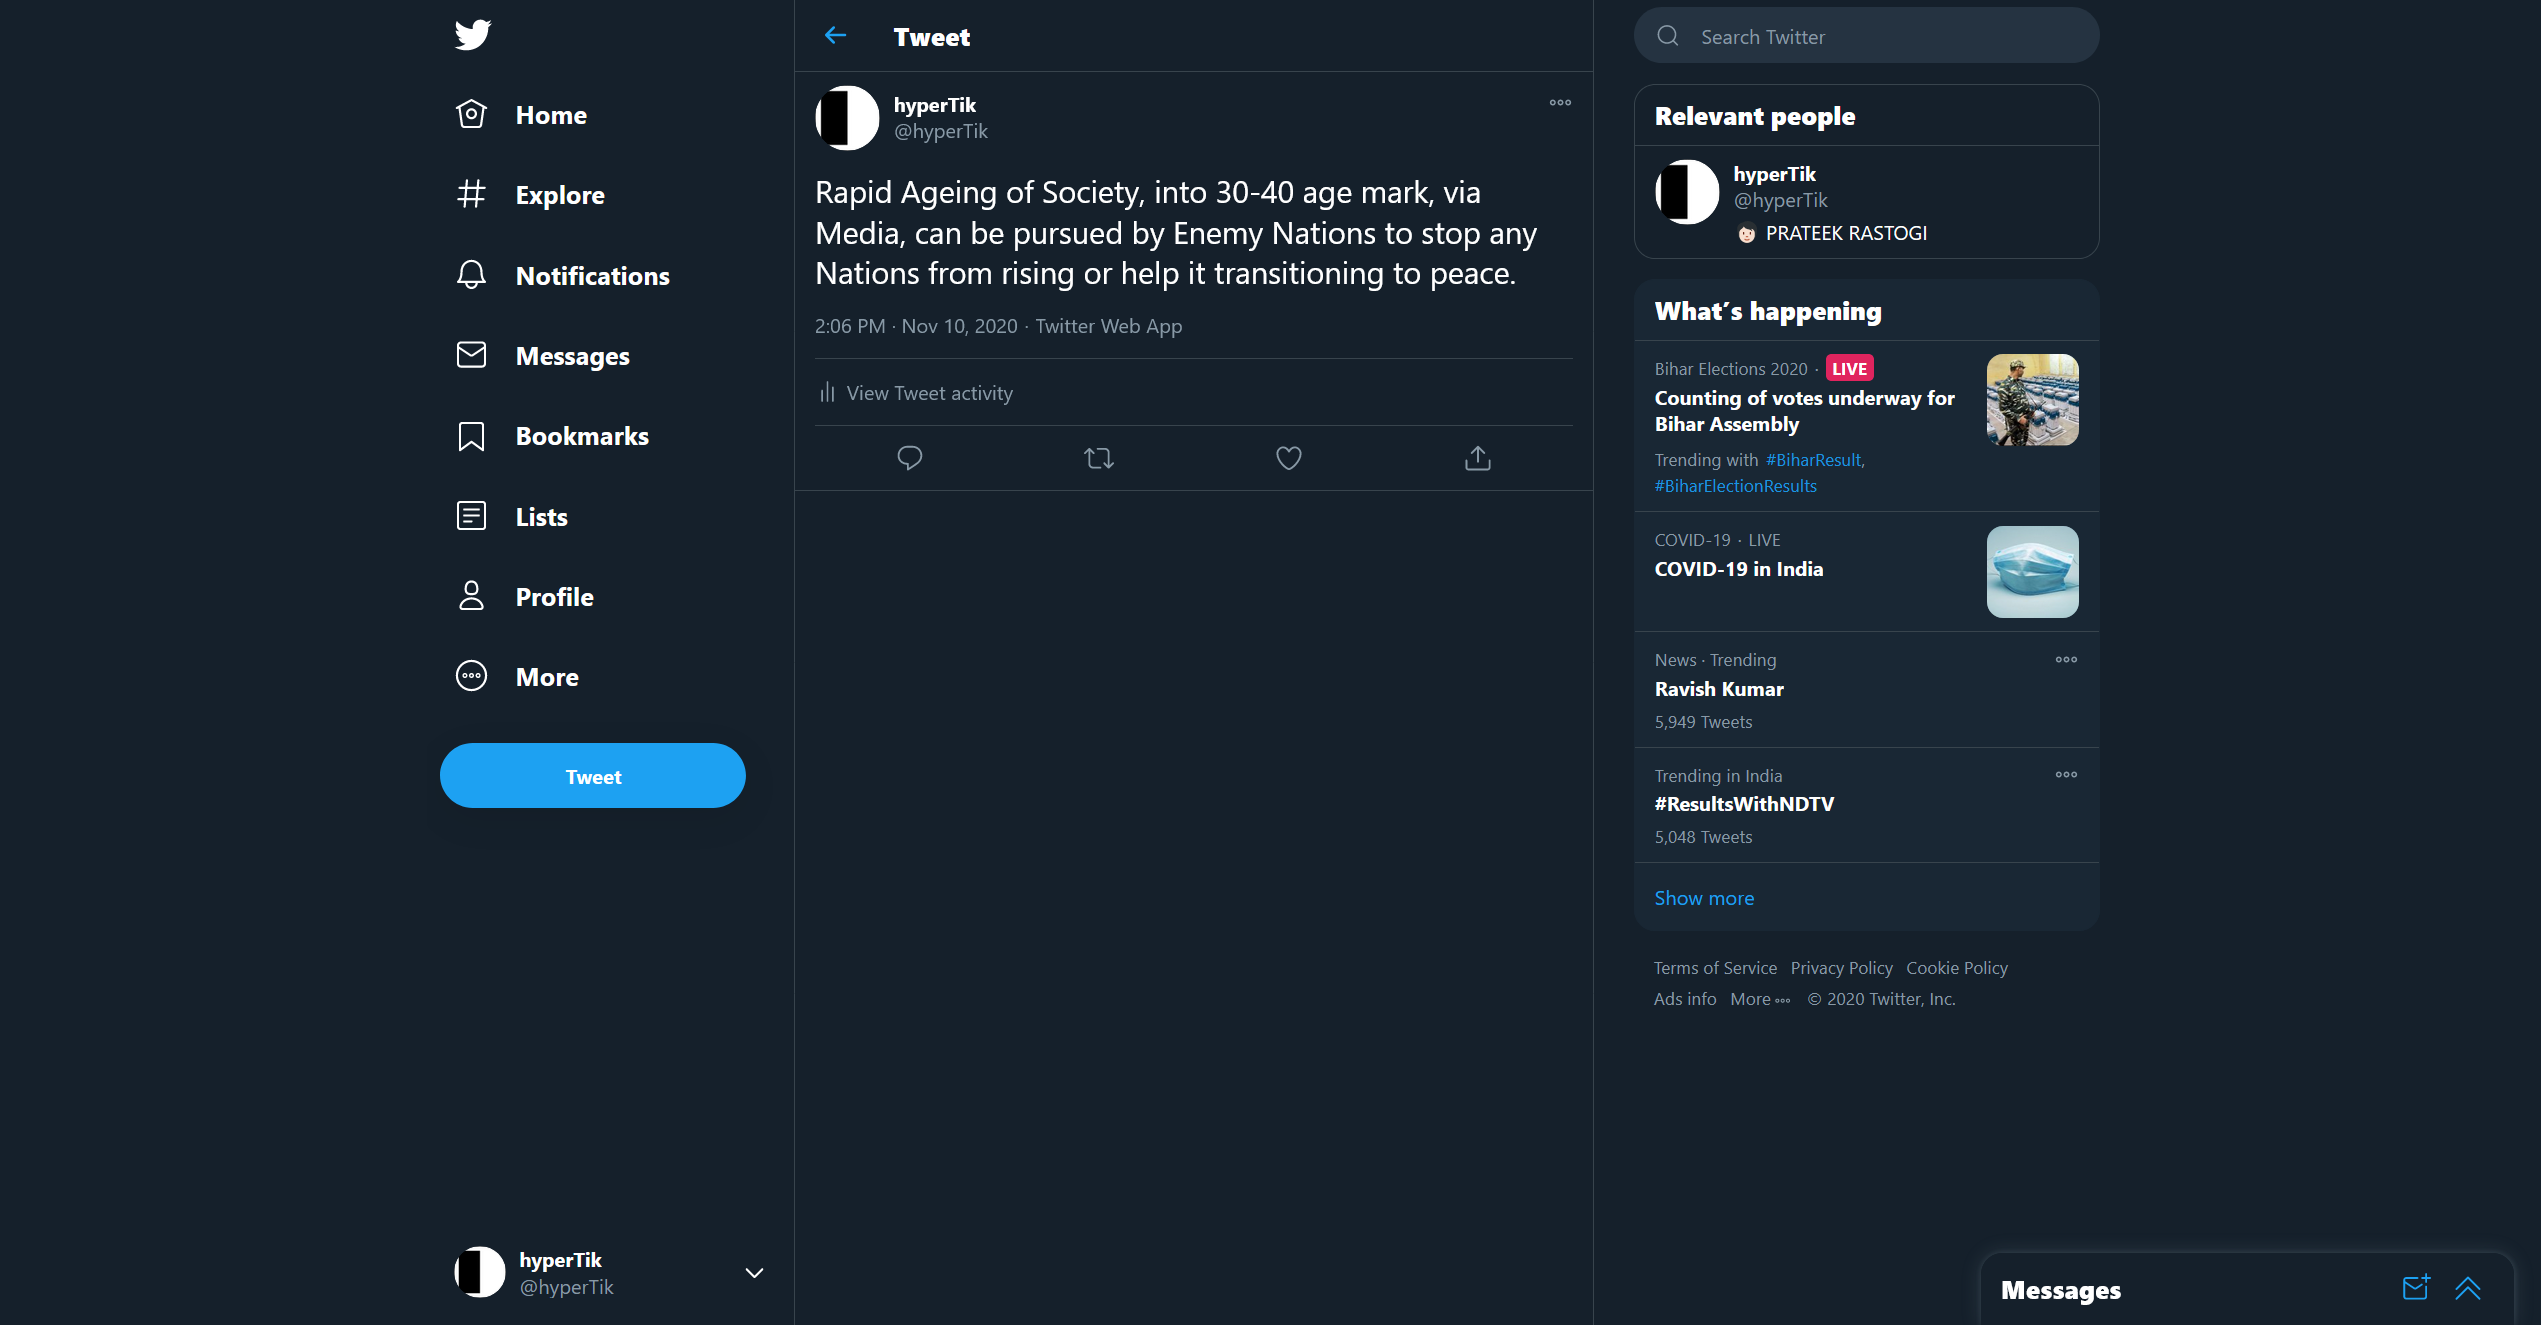 Home
Explore
Notifications
Messages
Bookmarks
Lists
Profile
More
Tweet
hyperTik
@hyperTik
Tweet
hyperTik
@hyperTik
Rapid Ageing of Society, into 30-40 age mark, via
Media, can be pursued by Enemy Nations to stop any
Nations from rising or help it transitioning to peace.
2:06 PM · Nov 10, 2020 · Twitter Web App
View Tweet activity
Search Twitter
Relevant people
hyperTik
@hyperTik
PRATEEK RASTOGI
What's happening
Bihar Elections 2020 · LIVE
Counting of votes underway for
Bihar Assembly
Trending with #BiharResult,
#BiharElectionResults
COVID-19 · LIVE
COVID-19 in India
News · Trending
Ravish Kumar
5,949 Tweets
Trending in India
#ResultsWithNDTV
5,048 Tweets
Show more
Terms of Service Privacy Policy Cookie Policy
Ads info More © 2020 Twitter, Inc.
Messages